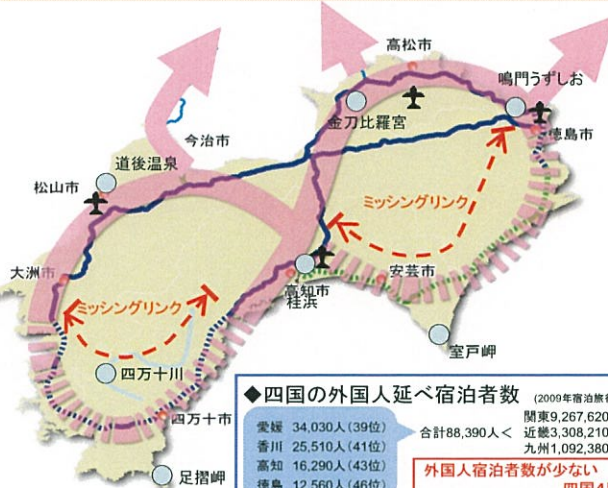 高松市
鳴門うずしお
金刀比羅宮
徳島市
今治市
道後温泉
松山市
ミッシングリンク
大洲市
安芸市
高知市
桂浜
ミッシングリンク
室戸岬
四万十川
四万十市
足摺岬
◆四国の外国人延べ宿泊者数 (2009年宿泊旅
愛媛 34,030人(39位)
香川 25,510人(41位)
高知 16,290人(43位)
徳島 12,560人(46位)
合計88,390人<
関東9,267,620
近畿3,308,210
九州1,092,380
外国人宿泊者数が少ない
四国4